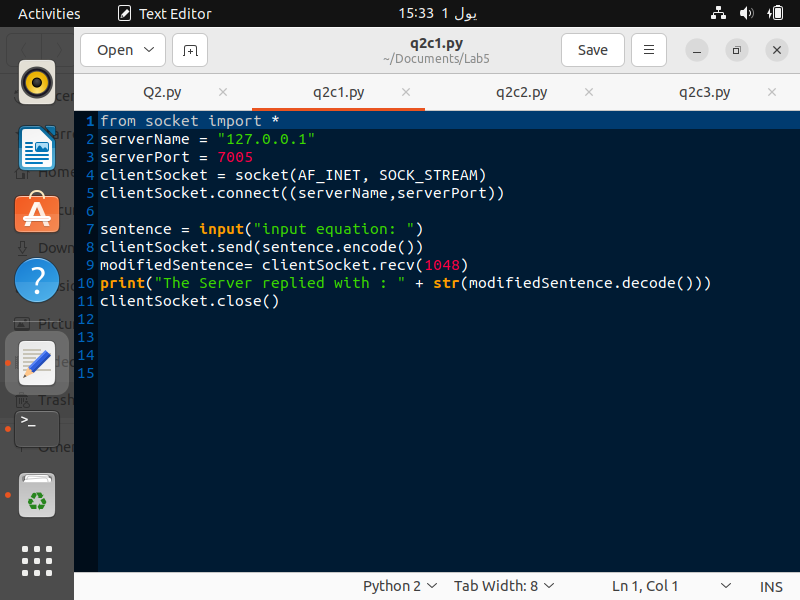 Activities Text Editor 15:33 1 يول
Open q2c1.py Save
~/Documents/Lab5
Q2.py q2c1.py q2c2.py q2c3.py
1 from socket import *
2 serverName = "127.0.0.1"
3 serverPort = 7005
4 clientSocket = socket(AF_INET, SOCK_STREAM)
5 clientSocket.connect((serverName,serverPort))
6
7 sentence = input("input equation: ")
8 clientSocket.send(sentence.encode())
9 modifiedSentence= clientSocket.recv(1048)
10 print("The Server replied with : " + str(modifiedSentence.decode()))
11 clientSocket.close()
12
13
14
15
Trash
Python 2 Tab Width: 8 Ln 1, Col 1 INS